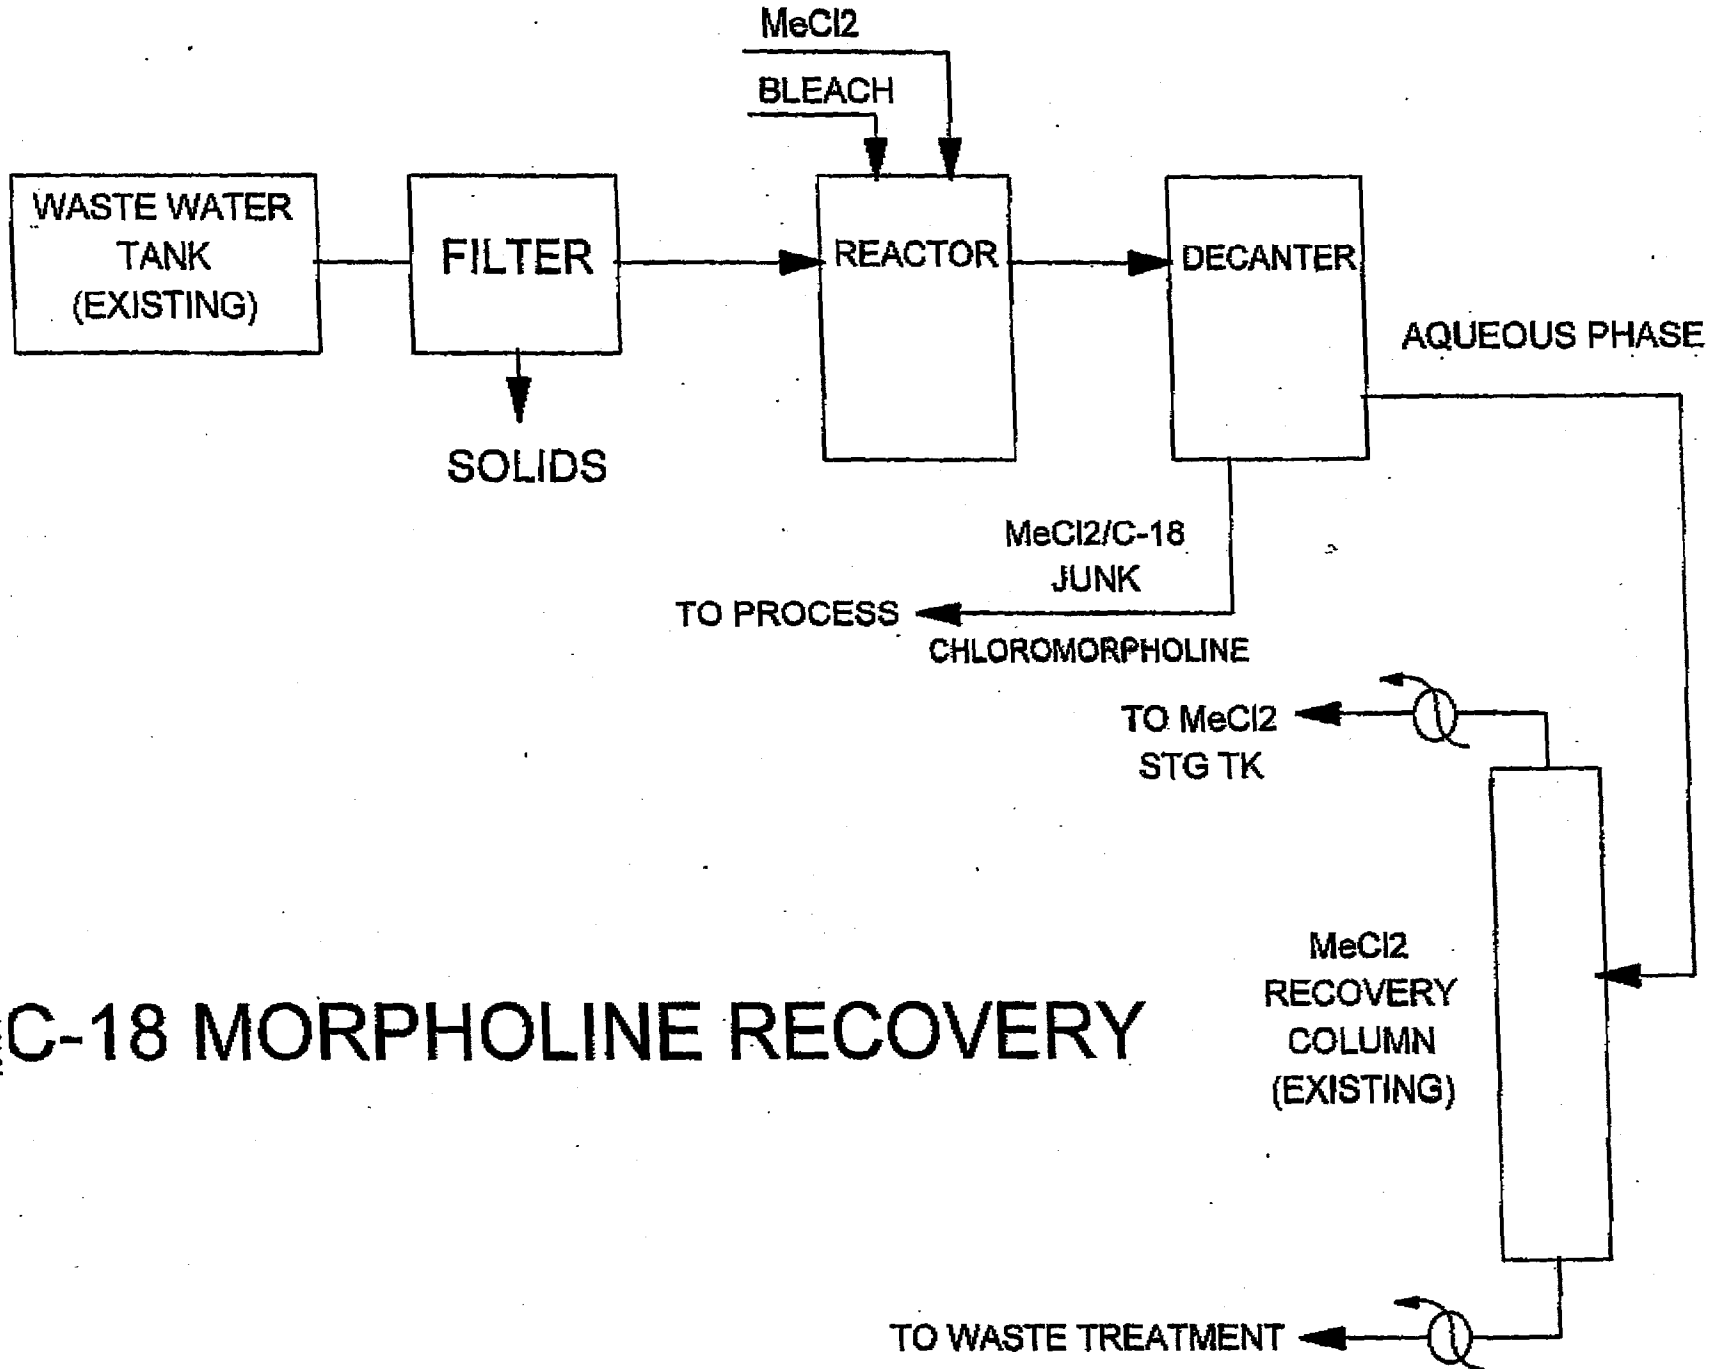 MeCl2
BLEACH
WASTE WATER
TANK
(EXISTING)
FILTER
REACTOR
DECANTER
AQUEOUS PHASE
SOLIDS
MeCl2/C-18
JUNK
TO PROCESS
CHLOROMORPHOLINE
TO MeCl2
STG TK
MeCl2
RECOVERY
COLUMN
(EXISTING)
C-18 MORPHOLINE RECOVERY
TO WASTE TREATMENT